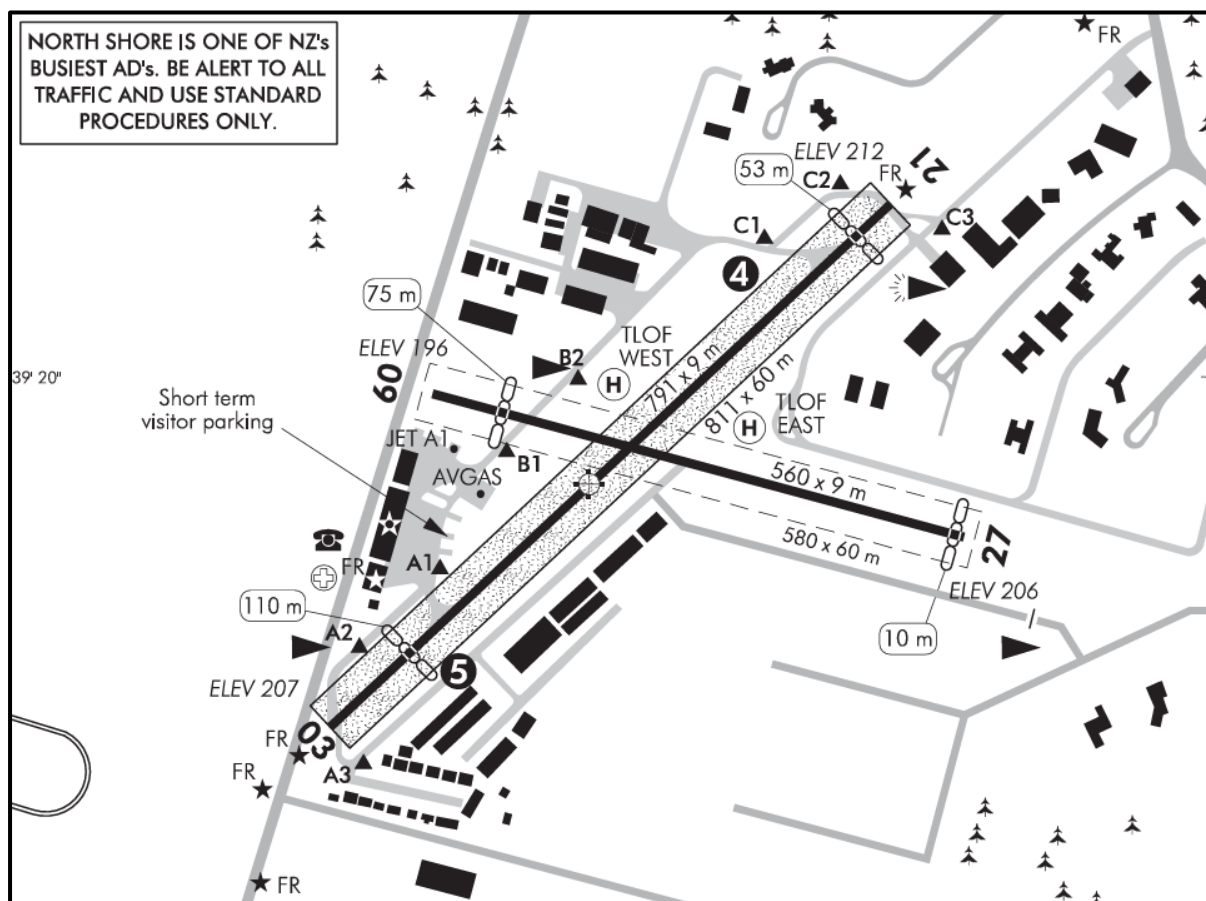 NORTH SHORE IS ONE OF NZ's
BUSIEST AD's. BE ALERT TO ALL
TRAFFIC AND USE STANDARD
PROCEDURES ONLY.
FR
ELEV 212
21
53 m
C2
FR
C1
C3
4
75 m
TLOF
WEST
ELEV 196
B2
39' 20"
H
791 x 9 m
811 x 60 m
Short term
visitor parking
09
TLOF
EAST
H
JET A1
B1
AVGAS
560 x 9 m
580 x 60 m
27
FR
A1
ELEV 206
110 m
A2
10 m
5
ELEV 207
03
FR
A3
FR
FR